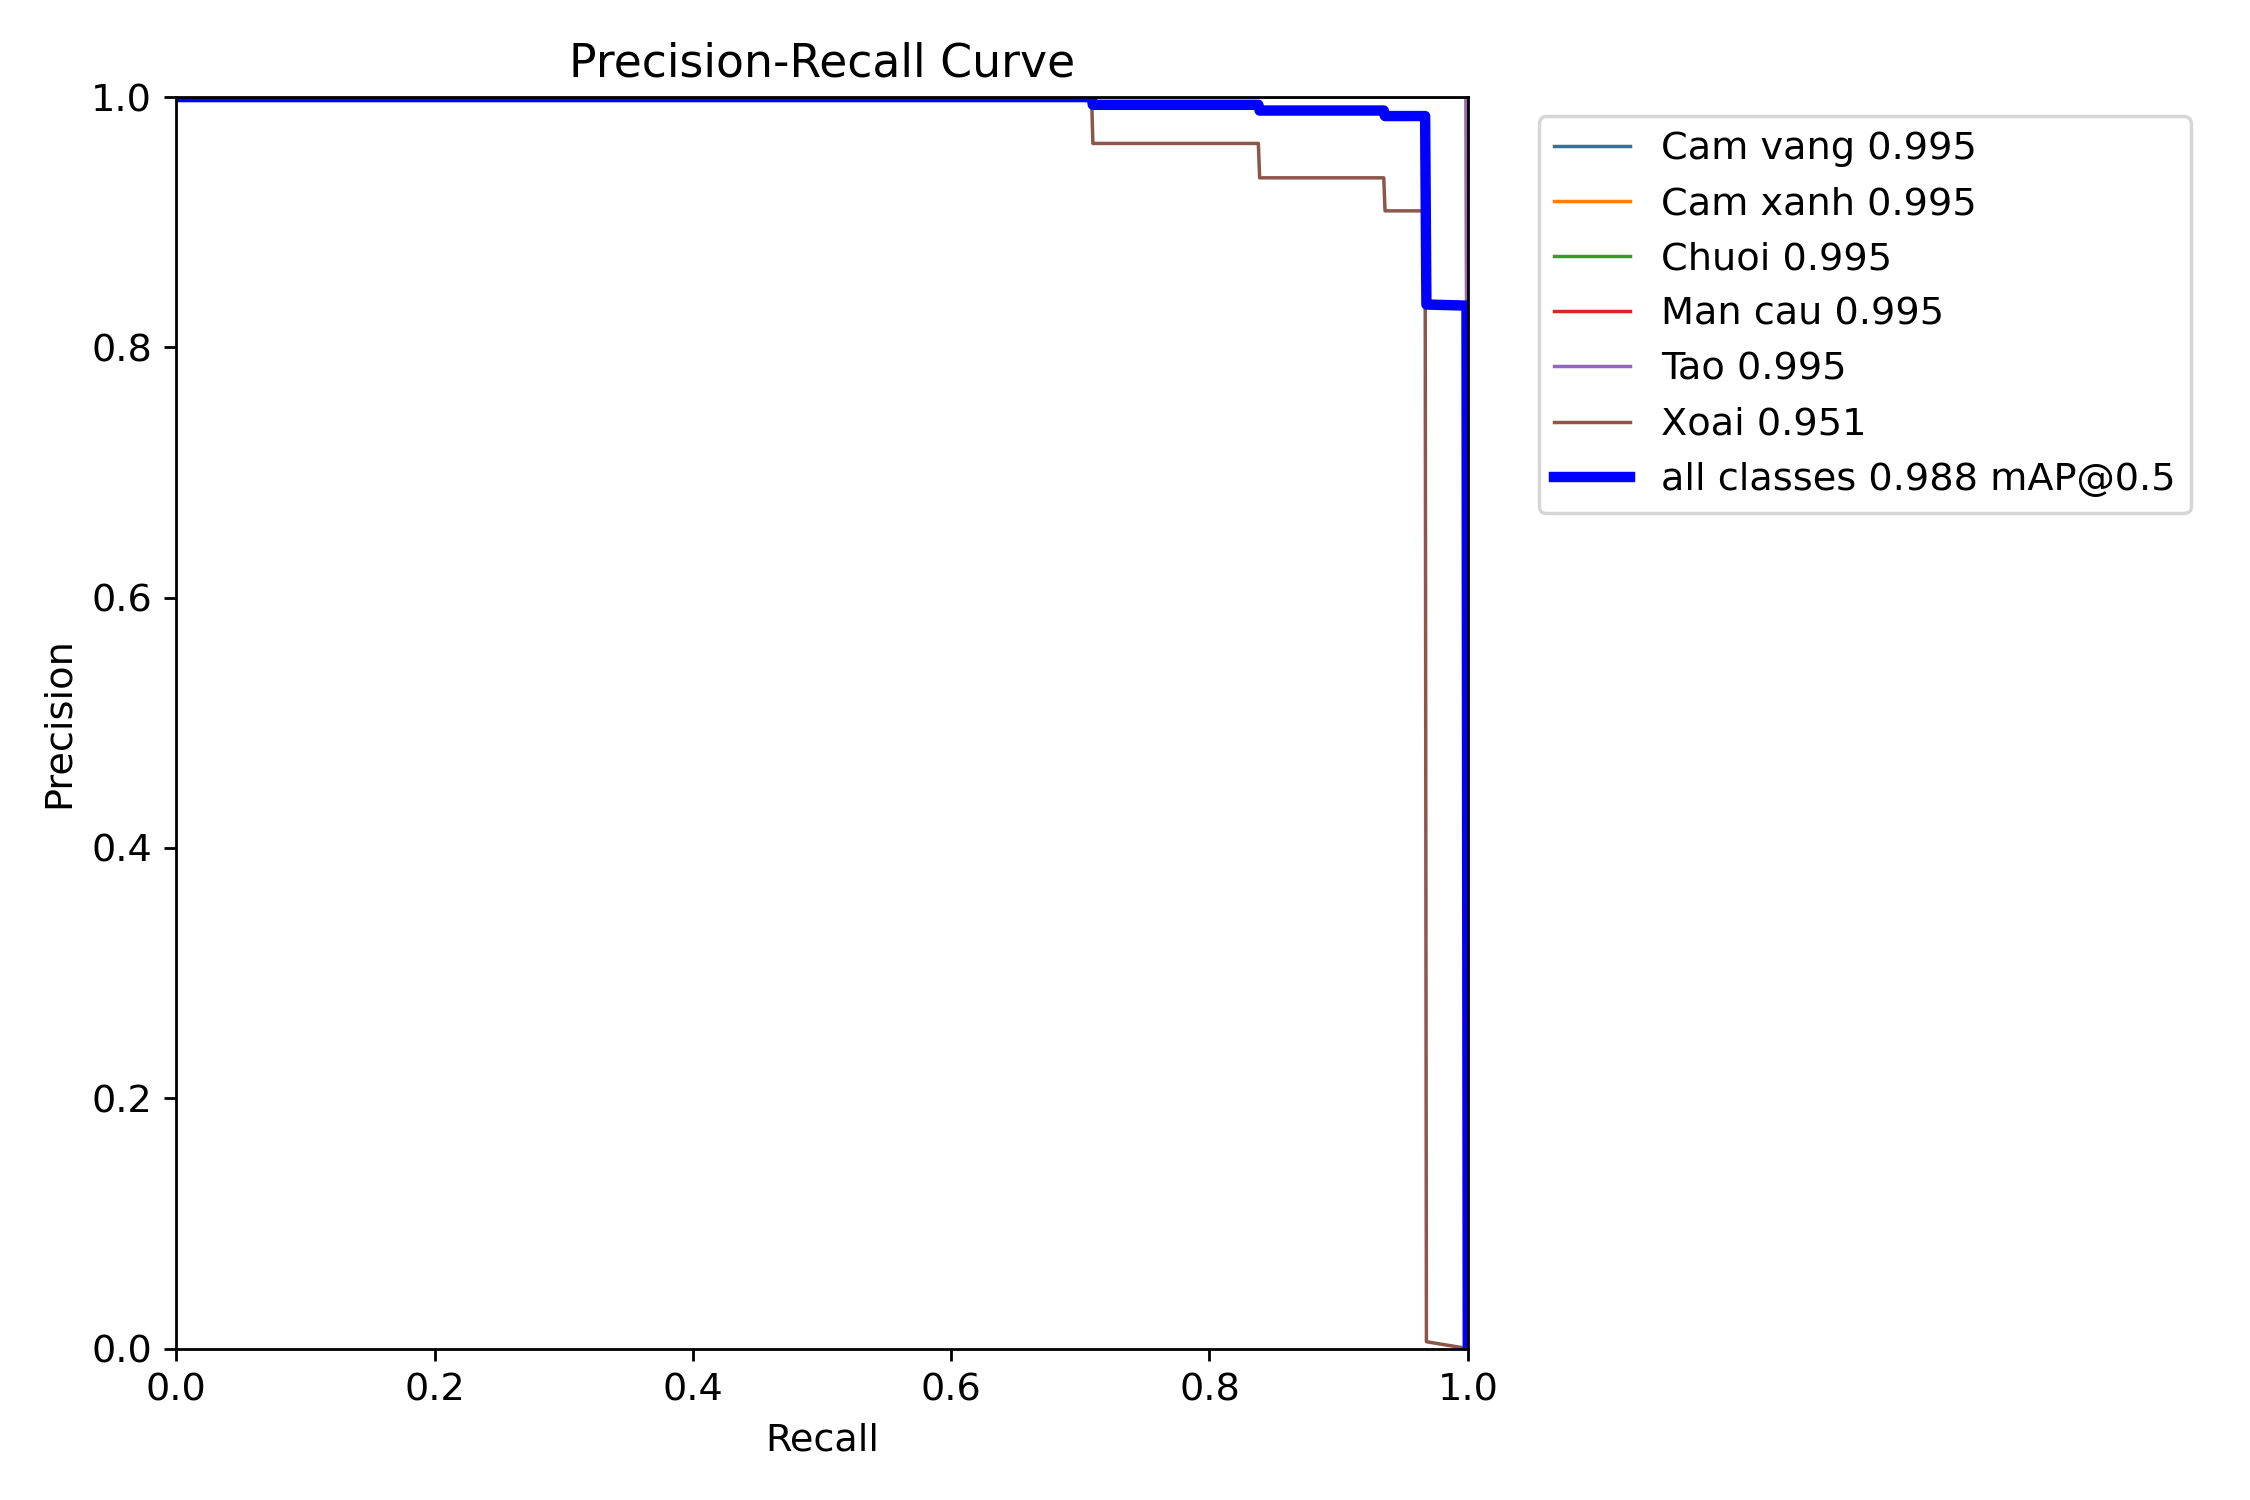 Precision-Recall Curve
1.0
0.8
0.6
0.4
0.2
0.0
Precision
0.0 0.2 0.4 0.6 0.8 1.0
Recall
Cam vang 0.995
Cam xanh 0.995
Chuoi 0.995
Man cau 0.995
Tao 0.995
Xoai 0.951
all classes 0.988 mAP@0.5